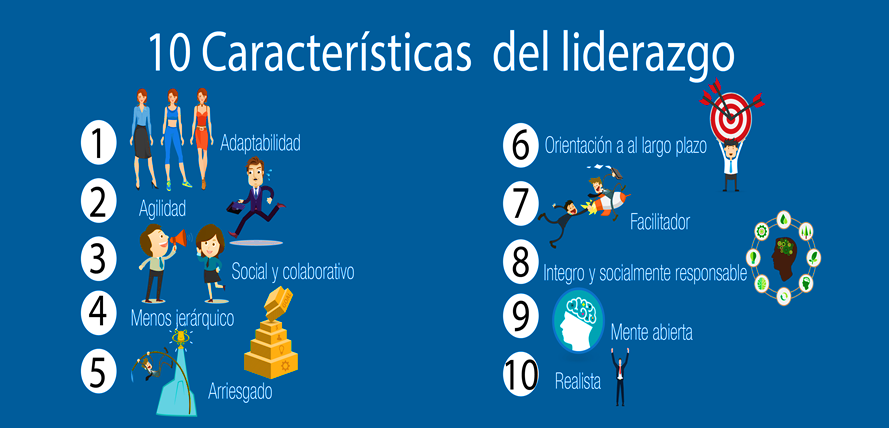 10 Características del liderazgo
1 Adaptabilidad
2 Agilidad
3 Social y colaborativo
4 Menos jerárquico
5 Arriesgado
6 Orientación a al largo plazo
7 Facilitador
8 Integro y socialmente responsable
9 Mente abierta
10 Realista